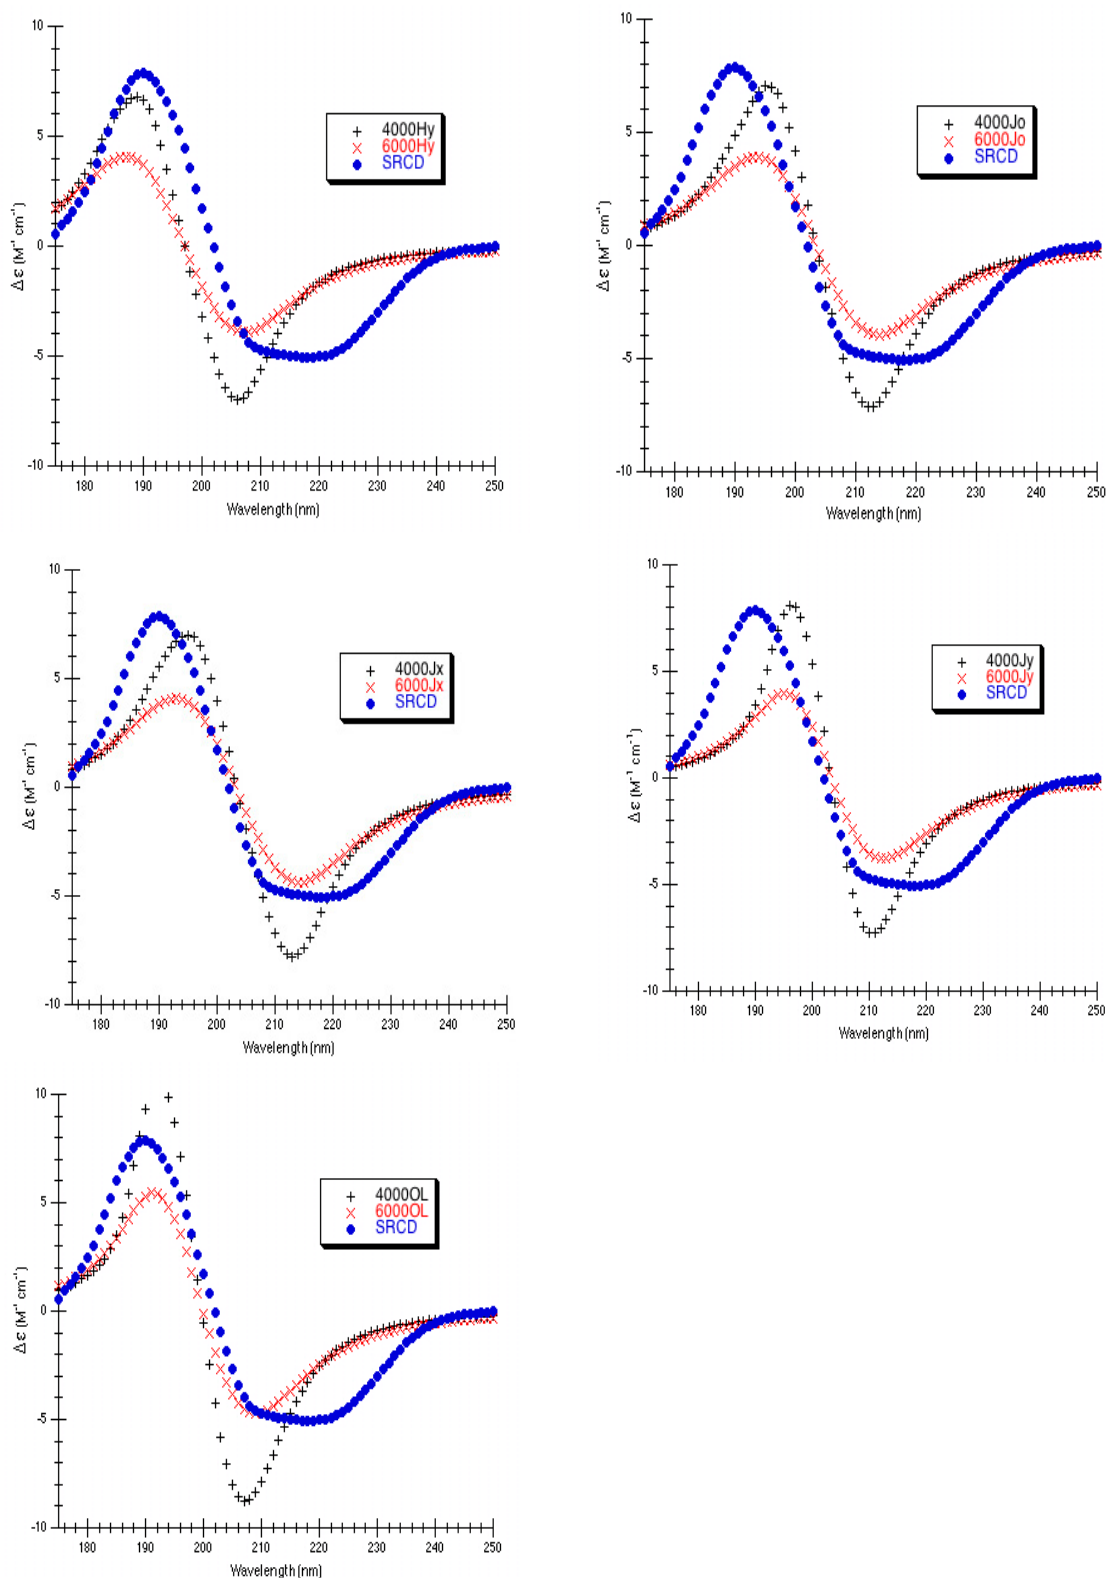 10
5
0
-5
-10
Δε (M⁻¹ cm⁻¹)
4000Hy
6000Hy
SRCD
180 190 200 210 220 230 240 250
Wavelength (nm)
10
5
0
-5
-10
Δε (M⁻¹ cm⁻¹)
4000Jo
6000Jo
SRCD
180 190 200 210 220 230 240 250
Wavelength (nm)
10
5
0
-5
-10
Δε (M⁻¹ cm⁻¹)
4000Jx
6000Jx
SRCD
180 190 200 210 220 230 240 250
Wavelength (nm)
10
5
0
-5
-10
Δε (M⁻¹ cm⁻¹)
4000Jy
6000Jy
SRCD
180 190 200 210 220 230 240 250
Wavelength (nm)
10
5
0
-5
-10
Δε (M⁻¹ cm⁻¹)
4000OL
6000OL
SRCD
180 190 200 210 220 230 240 250
Wavelength (nm)